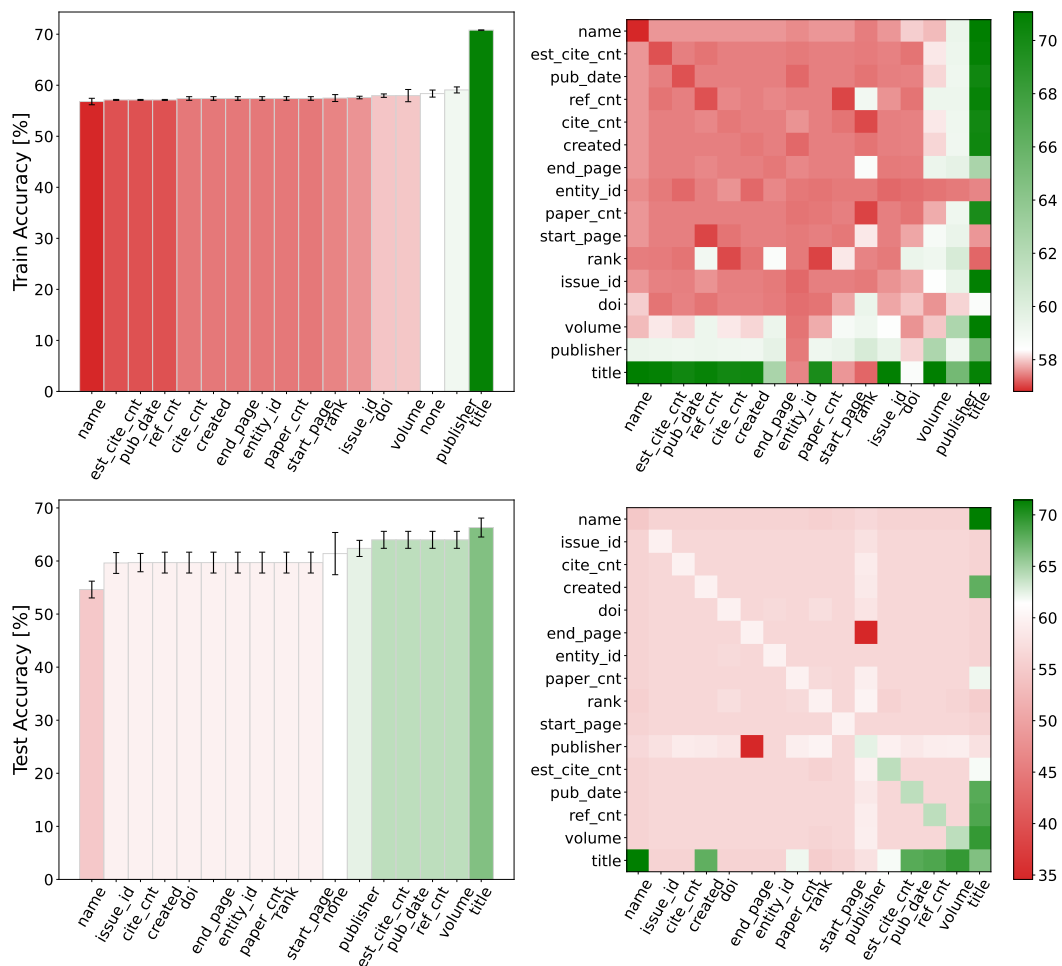 Train Accuracy [%]
70
60
50
40
30
20
10
0
name
est_cite_cnt
pub_date
ref_cnt
cite_cnt
created
end_page
entity_id
paper_cnt
start_page
rank
issue_id
doi
volume
none
publisher
title
name
est_cite_cnt
pub_date
ref_cnt
cite_cnt
created
end_page
entity_id
paper_cnt
start_page
rank
issue_id
doi
volume
publisher
title
name
est_cite_cnt
pub_date
ref_cnt
cite_cnt
created
end_page
entity_id
paper_cnt
start_page
rank
issue_id
doi
volume
publisher
title
70
68
66
64
62
60
58
Test Accuracy [%]
70
60
50
40
30
20
10
0
name
issue_id
cite_cnt
created
doi
end_page
entity_id
paper_cnt
rank
start_page
none
publisher
est_cite_cnt
pub_date
ref_cnt
volume
title
name
issue_id
cite_cnt
created
doi
end_page
entity_id
paper_cnt
rank
start_page
publisher
est_cite_cnt
pub_date
ref_cnt
volume
title
name
issue_id
cite_cnt
created
doi
end_page
entity_id
paper_cnt
rank
start_page
publisher
est_cite_cnt
pub_date
ref_cnt
volume
title
70
65
60
55
50
45
40
35